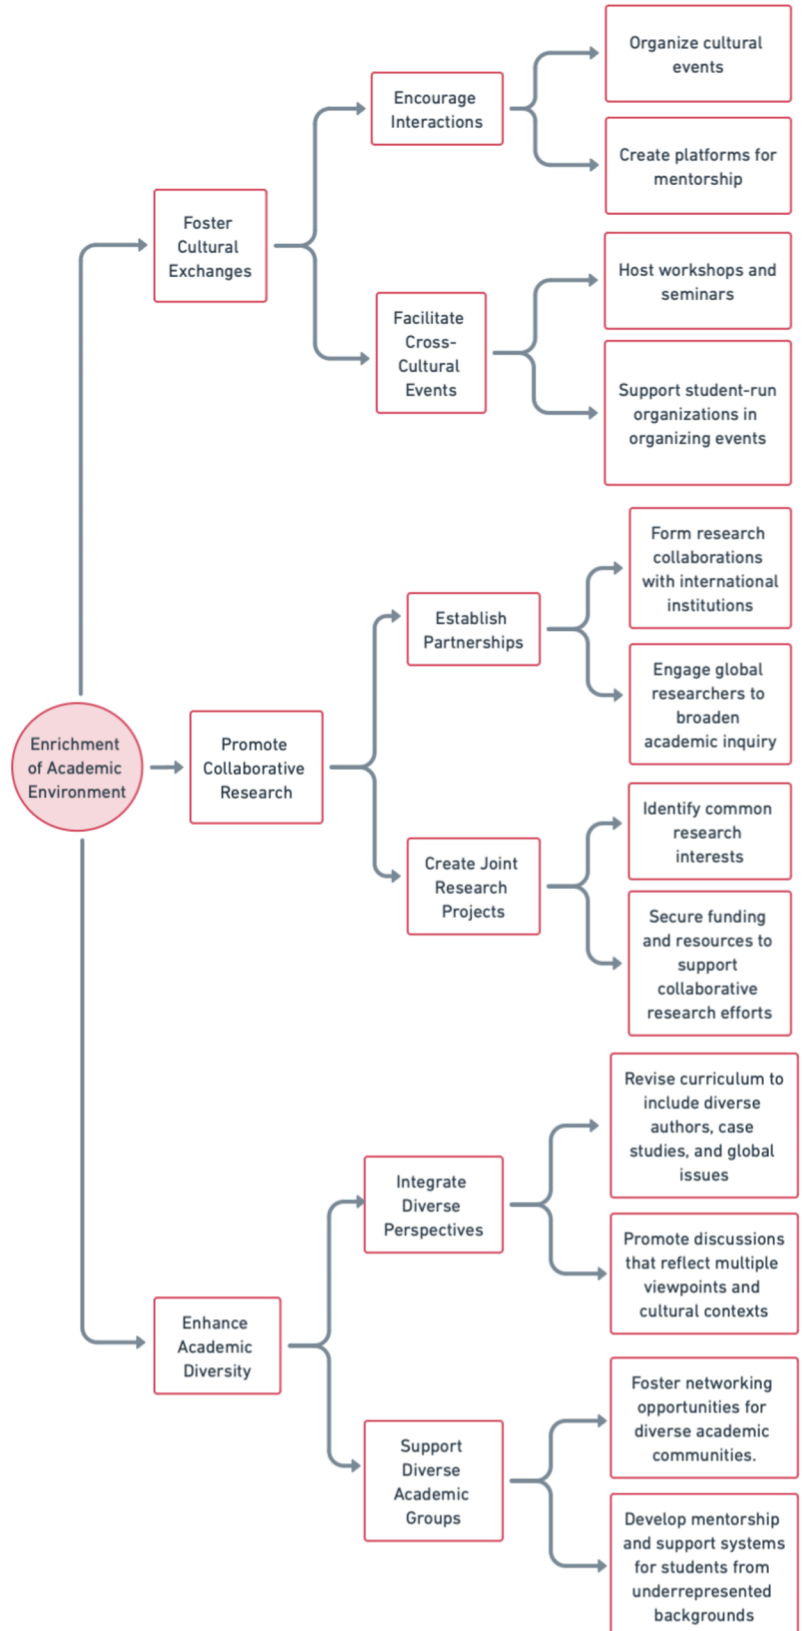 Organize cultural
events
Encourage
Interactions
Create platforms for
mentorship
Foster
Cultural
Exchanges
Host workshops and
seminars
Facilitate
Cross-
Cultural
Events
Support student-run
organizations in
organizing events
Form research
collaborations
with international
institutions
Establish
Partnerships
Engage global
researchers to
broaden
academic inquiry
Enrichment
of Academic
Environment
Promote
Collaborative
Research
Identify common
research
interests
Create Joint
Research
Projects
Secure funding
and resources to
support
collaborative
research efforts
Revise curriculum to
include diverse
authors, case
studies, and global
issues
Integrate
Diverse
Perspectives
Promote discussions
that reflect multiple
viewpoints and
cultural contexts
Enhance
Academic
Diversity
Foster networking
opportunities for
diverse academic
communities.
Support
Diverse
Academic
Groups
Develop mentorship
and support systems
for students from
underrepresented
backgrounds